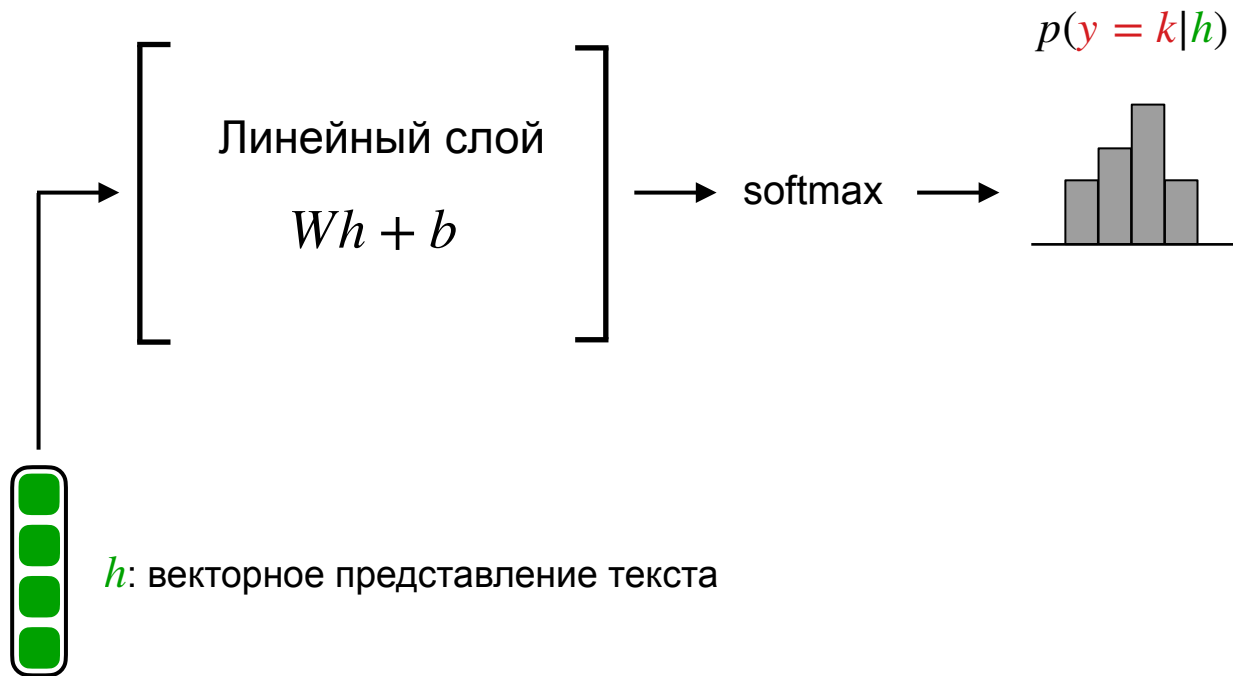 p(y = k|h)
Линейный слой
Wh + b
softmax
h: векторное представление текста